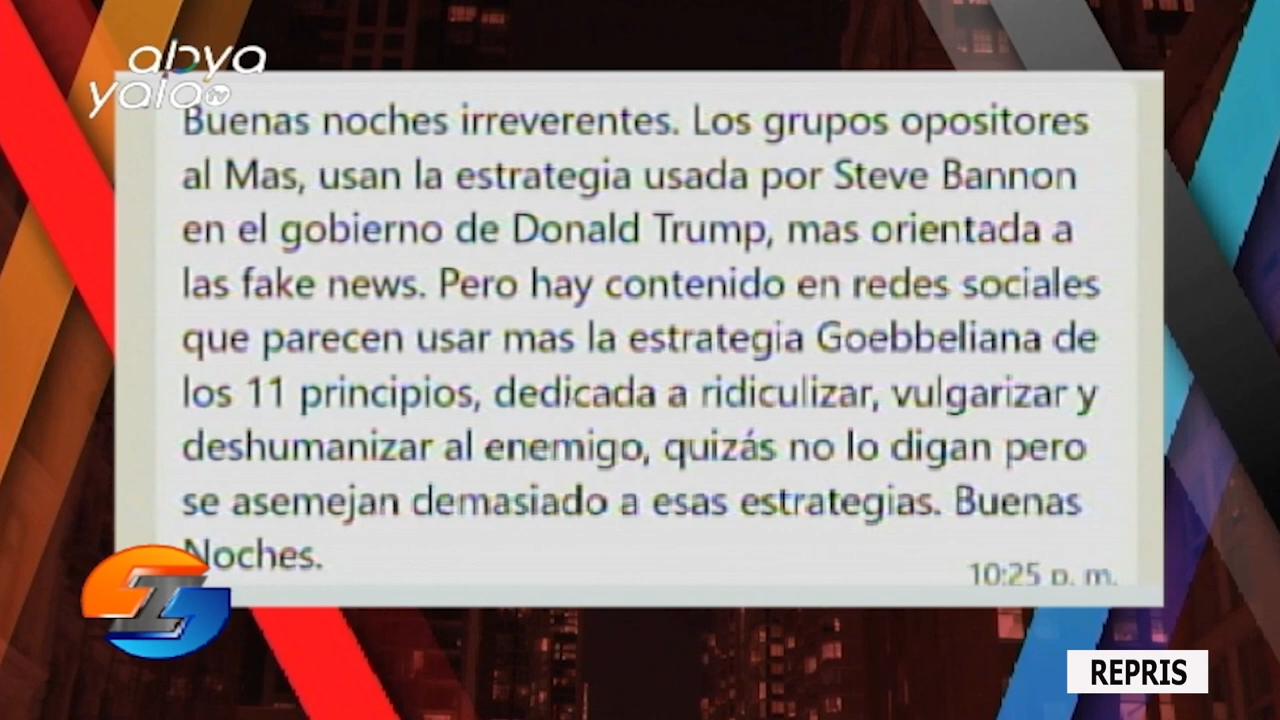 abya
yala tv
Buenas noches irreverentes. Los grupos opositores
al Mas, usan la estrategia usada por Steve Bannon
en el gobierno de Donald Trump, mas orientada a
las fake news. Pero hay contenido en redes sociales
que parecen usar mas la estrategia Goebbeliana de
los 11 principios, dedicada a ridiculizar, vulgarizar y
deshumanizar al enemigo, quizás no lo digan pero
se asemejan demasiado a esas estrategias. Buenas
Noches.
10:25 p. m.
I
REPRIS